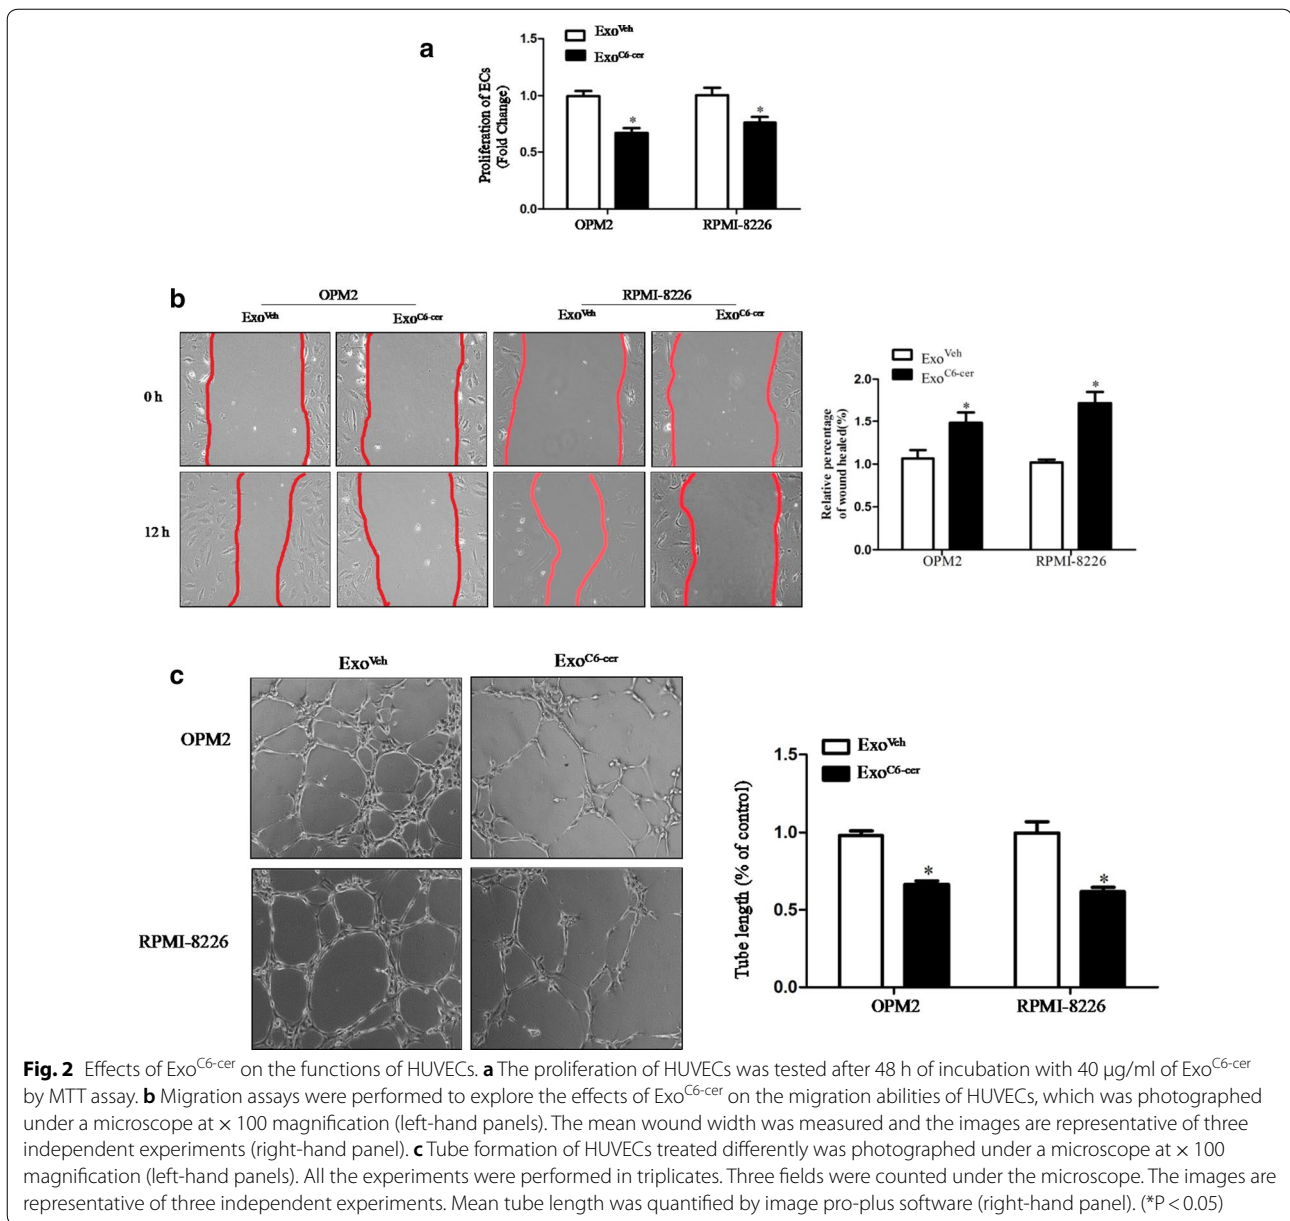 a
Exo^Veh
Exo^C6-cer
Proliferation of ECs
(Fold Change)
1.5
1.0
0.5
0.0
*
*
OPM2
RPMI-8226
b
OPM2
RPMI-8226
Exo^Veh
Exo^C6-cer
Exo^Veh
Exo^C6-cer
0 h
12 h
Exo^Veh
Exo^C6-cer
Relative percentage
of wound healed(%)
2.0
1.5
1.0
0.5
0.0
*
*
OPM2
RPMI-8226
c
Exo^Veh
Exo^C6-cer
OPM2
RPMI-8226
Exo^Veh
Exo^C6-cer
Tube length (% of control)
1.5
1.0
0.5
0.0
*
*
OPM2
RPMI-8226
Fig. 2 Effects of Exo^C6-cer on the functions of HUVECs. a The proliferation of HUVECs was tested after 48 h of incubation with 40 μg/ml of Exo^C6-cer
by MTT assay. b Migration assays were performed to explore the effects of Exo^C6-cer on the migration abilities of HUVECs, which was photographed
under a microscope at × 100 magnification (left-hand panels). The mean wound width was measured and the images are representative of three
independent experiments (right-hand panel). c Tube formation of HUVECs treated differently was photographed under a microscope at × 100
magnification (left-hand panels). All the experiments were performed in triplicates. Three fields were counted under the microscope. The images are
representative of three independent experiments. Mean tube length was quantified by image pro-plus software (right-hand panel). (*P < 0.05)